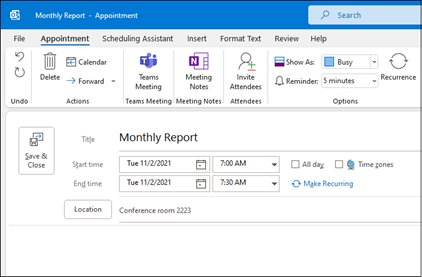 Monthly Report - Appointment
Search
File Appointment Scheduling Assistant Insert Format Text Review Help
Delete
Calendar
Forward
Teams Meeting
Meeting Notes
Invite Attendees
Show As: Busy
Reminder: 5 minutes
Recurrence
Undo Actions Teams Meeting Meeting Notes Attendees Options
Save & Close
Title Monthly Report
Start time Tue 11/2/2021 7:00 AM All day Time zones
End time Tue 11/2/2021 7:30 AM Make Recurring
Location Conference room 2223